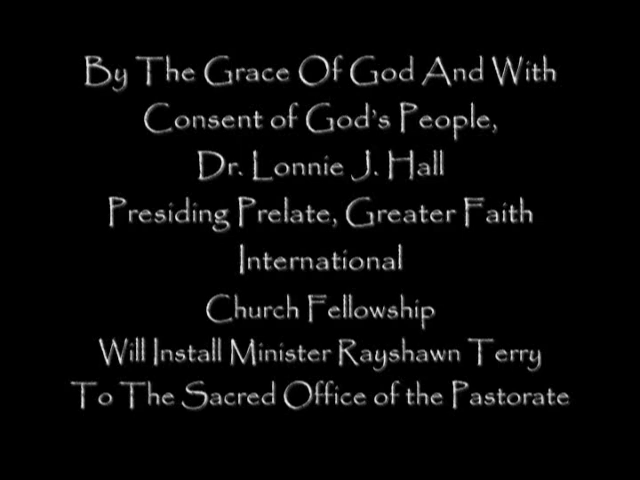 By The Grace Of God And With
Consent of God's People,
Dr. Lonnie J. Hall
Presiding Prelate, Greater Faith
International
Church Fellowship
Will Install Minister Rayshawn Terry
To The Sacred Office of the Pastorate